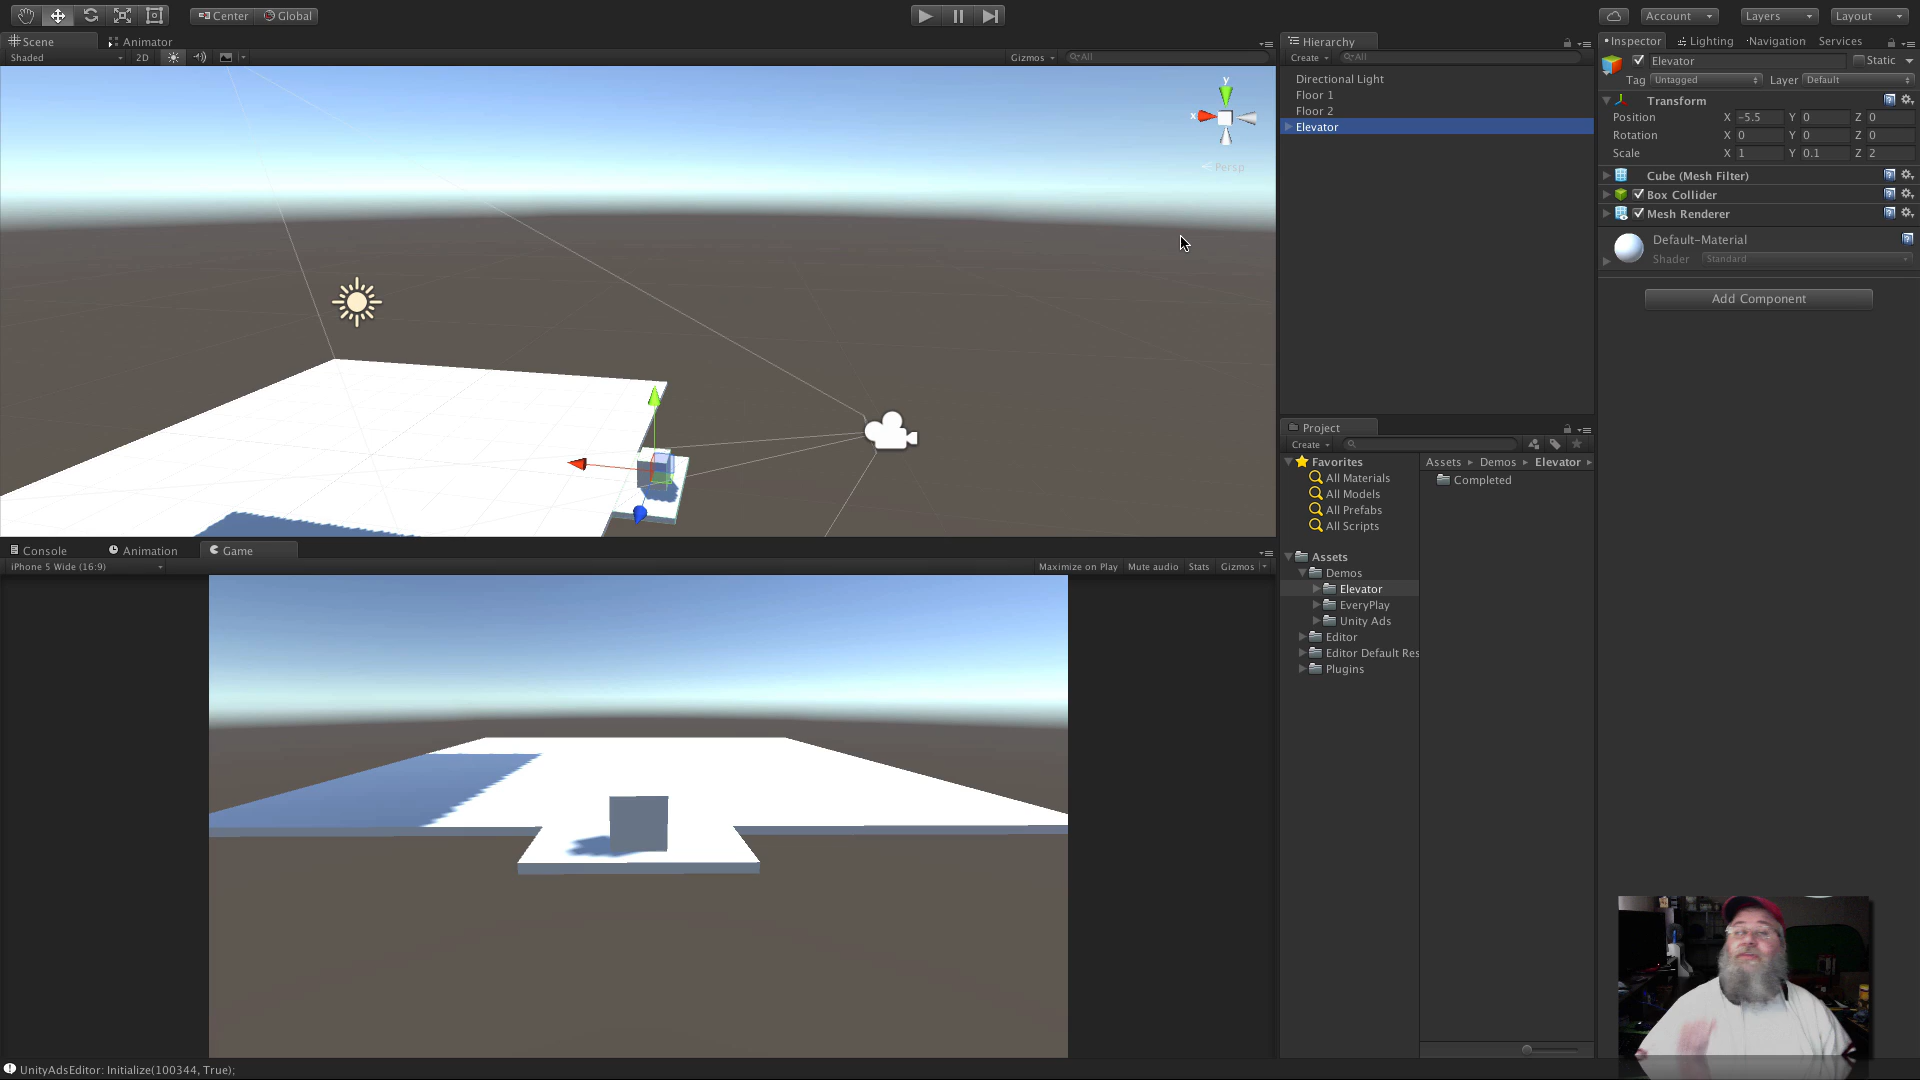 Center Global
Account Layers Layout
Scene Animator
Shaded 2D Gizmos All
y
x
Persp
Console Animation Game
iPhone 5 Wide (16:9) Maximize on Play Mute audio Stats Gizmos
UnityAdsEditor: Initialize(100344, True);
Hierarchy
Create All
Directional Light
Floor 1
Floor 2
Elevator
Project
Create
Favorites
All Materials
All Models
All Prefabs
All Scripts
Assets
Demos
Elevator
EveryPlay
Unity Ads
Editor
Editor Default Res
Plugins
Assets Demos Elevator
Completed
Inspector Lighting Navigation Services
Elevator Static
Tag Untagged Layer Default
Transform
Position X -5.5 Y 0 Z 0
Rotation X 0 Y 0 Z 0
Scale X 1 Y 0.1 Z 2
Cube (Mesh Filter)
Box Collider
Mesh Renderer
Default-Material
Shader Standard
Add Component